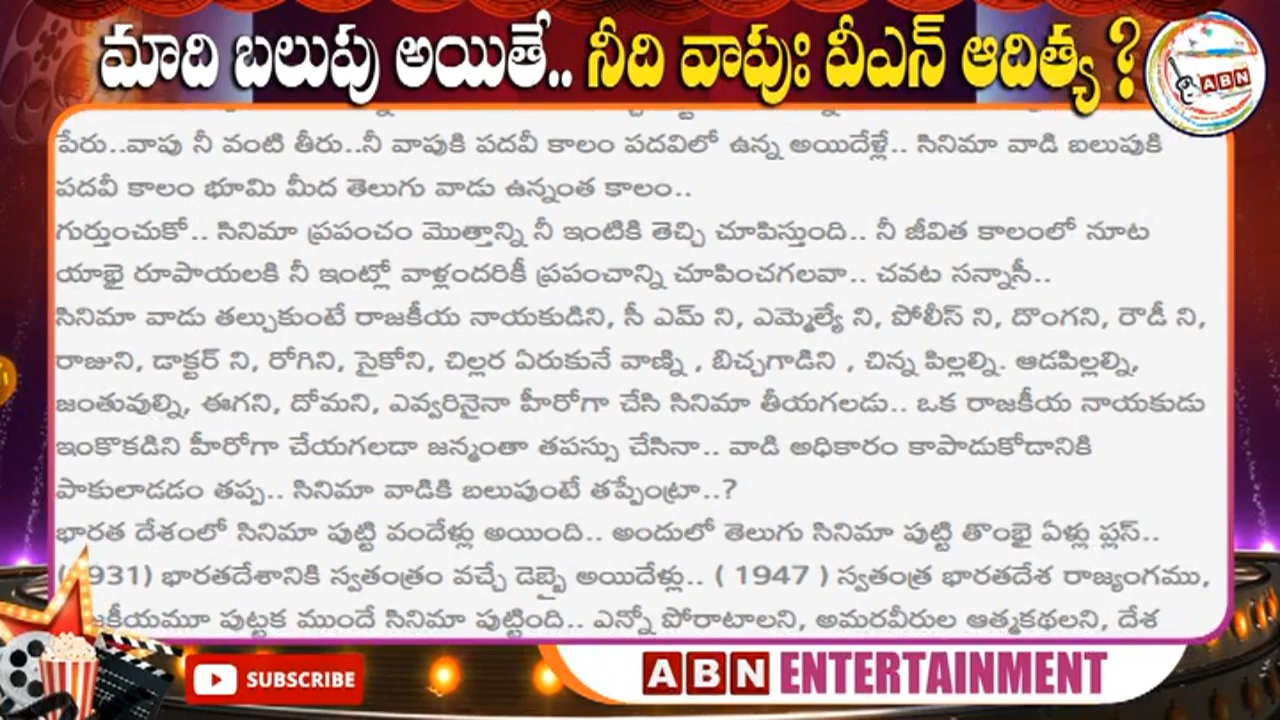 మాది బలుపు అయితే.. నీది వాపుః వీఎన్ ఆదిత్య ?
ABN
పేరు..వాపు నీ వంటి తీరు..నీ వాపుకి పదవీ కాలం పదవిలో ఉన్న అయిదేళ్లే.. సినిమా వాడి బలుపుకి
పదవీ కాలం భూమి మీద తెలుగు వాడు ఉన్నంత కాలం..
గుర్తుంచుకో.. సినిమా ప్రపంచం మొత్తాన్ని నీ ఇంటికి తెచ్చి చూపిస్తుంది.. నీ జీవిత కాలంలో నూట
యాభై రూపాయలకి నీ ఇంట్లో వాళ్లందరికీ ప్రపంచాన్ని చూపించగలవా.. చవట సన్నాసీ..
సినిమా వాడు తల్చుకుంటే రాజకీయ నాయకుడిని, సీ ఎమ్ ని, ఎమ్మెల్యే ని, పోలీస్ ని, దొంగని, రౌడీ ని,
రాజుని, డాక్టర్ ని, రోగిని, సైకోని, చిల్లర ఏరుకునే వాణ్ని , బిచ్చగాడిని , చిన్న పిల్లల్ని. ఆడపిల్లల్ని,
జంతువుల్ని, ఈగని, దోమని, ఎవ్వరినైనా హీరోగా చేసి సినిమా తీయగలడు.. ఒక రాజకీయ నాయకుడు
ఇంకొకడిని హీరోగా చేయగలడా జన్మంతా తపస్సు చేసినా.. వాడి అధికారం కాపాడుకోడానికి
పాకులాడడం తప్ప.. సినిమా వాడికి బలుపుంటే తప్పేంట్రా..?
భారత దేశంలో సినిమా పుట్టి వందేళ్లు అయింది.. అందులో తెలుగు సినిమా పుట్టి తొంభై ఏళ్లు ప్లస్..
931) భారతదేశానికి స్వతంత్రం వచ్చే డెబ్బై అయిదేళ్లు.. ( 1947 ) స్వతంత్ర భారతదేశ రాజ్యంగము,
పుట్టక ముందే సినిమా పుట్టింది.. ఎన్నో పోరాటాలని, అమరవీరుల ఆత్మకథలని, దేశ
SUBSCRIBE
ABN ENTERTAINMENT